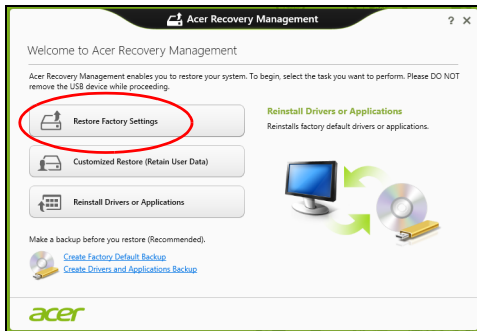 Acer Recovery Management
? ×
Welcome to Acer Recovery Management
Acer Recovery Management enables you to restore your system. To begin, select the task you want to perform. Please DO NOT
remove the USB device while proceeding.
Restore Factory Settings
Customized Restore (Retain User Data)
Reinstall Drivers or Applications
Reinstall Drivers or Applications
Reinstalls factory default drivers or applications.
Make a backup before you restore (Recommended).
Create Factory Default Backup
Create Drivers and Applications Backup
acer